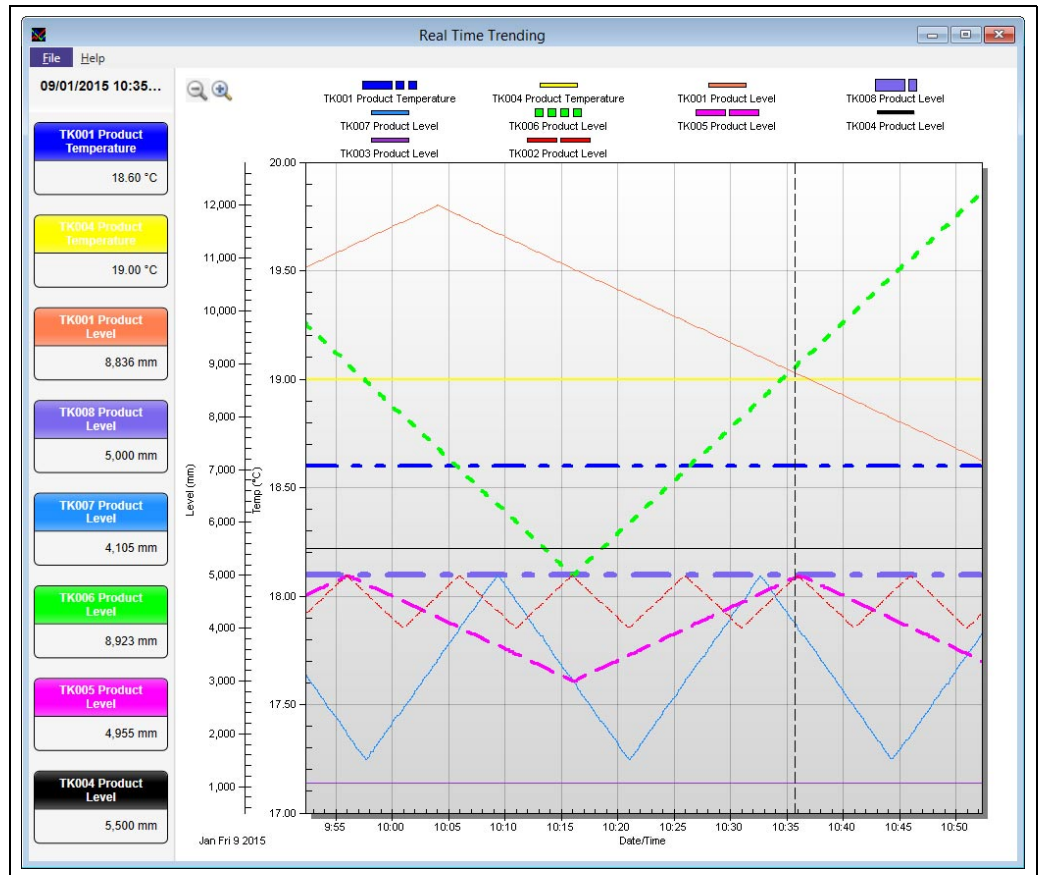 Real Time Trending
File Help
09/01/2015 10:35...
TK001 Product
Temperature
18.60 °C
TK004 Product
Temperature
19.00 °C
TK001 Product
Level
8,836 mm
TK008 Product
Level
5,000 mm
TK007 Product
Level
4,105 mm
TK006 Product
Level
8,923 mm
TK005 Product
Level
4,955 mm
TK004 Product
Level
5,500 mm
TK001 Product Temperature
TK004 Product Temperature
TK001 Product Level
TK008 Product Level
TK007 Product Level
TK006 Product Level
TK005 Product Level
TK004 Product Level
TK003 Product Level
TK002 Product Level
Level (mm)
12,000
11,000
10,000
9,000
8,000
7,000
6,000
5,000
4,000
3,000
2,000
1,000
Temp (°C)
20.00
19.50
19.00
18.50
18.00
17.50
17.00
9:55 10:00 10:05 10:10 10:15 10:20 10:25 10:30 10:35 10:40 10:45 10:50
Jan Fri 9 2015
Date/Time